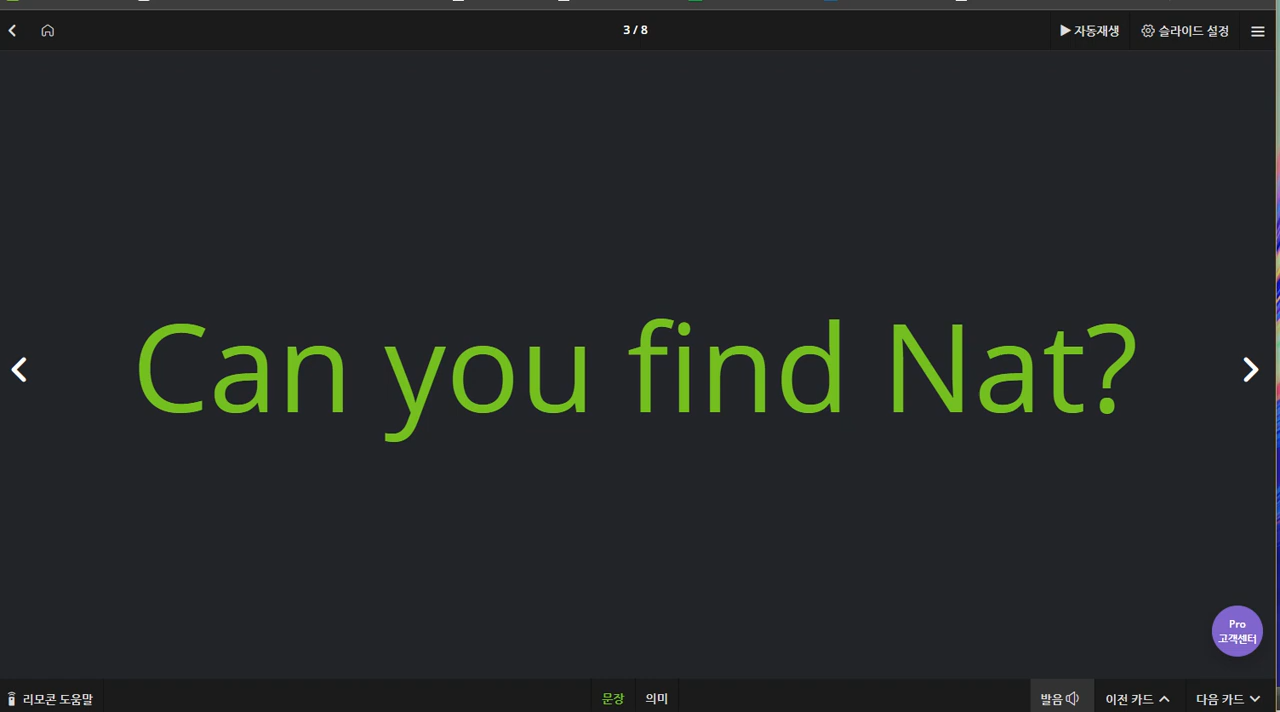 3 / 8
자동재생
슬라이드 설정
Can you find Nat?
Pro
고객센터
리모콘 도움말
문장
의미
발음
이전 카드
다음 카드